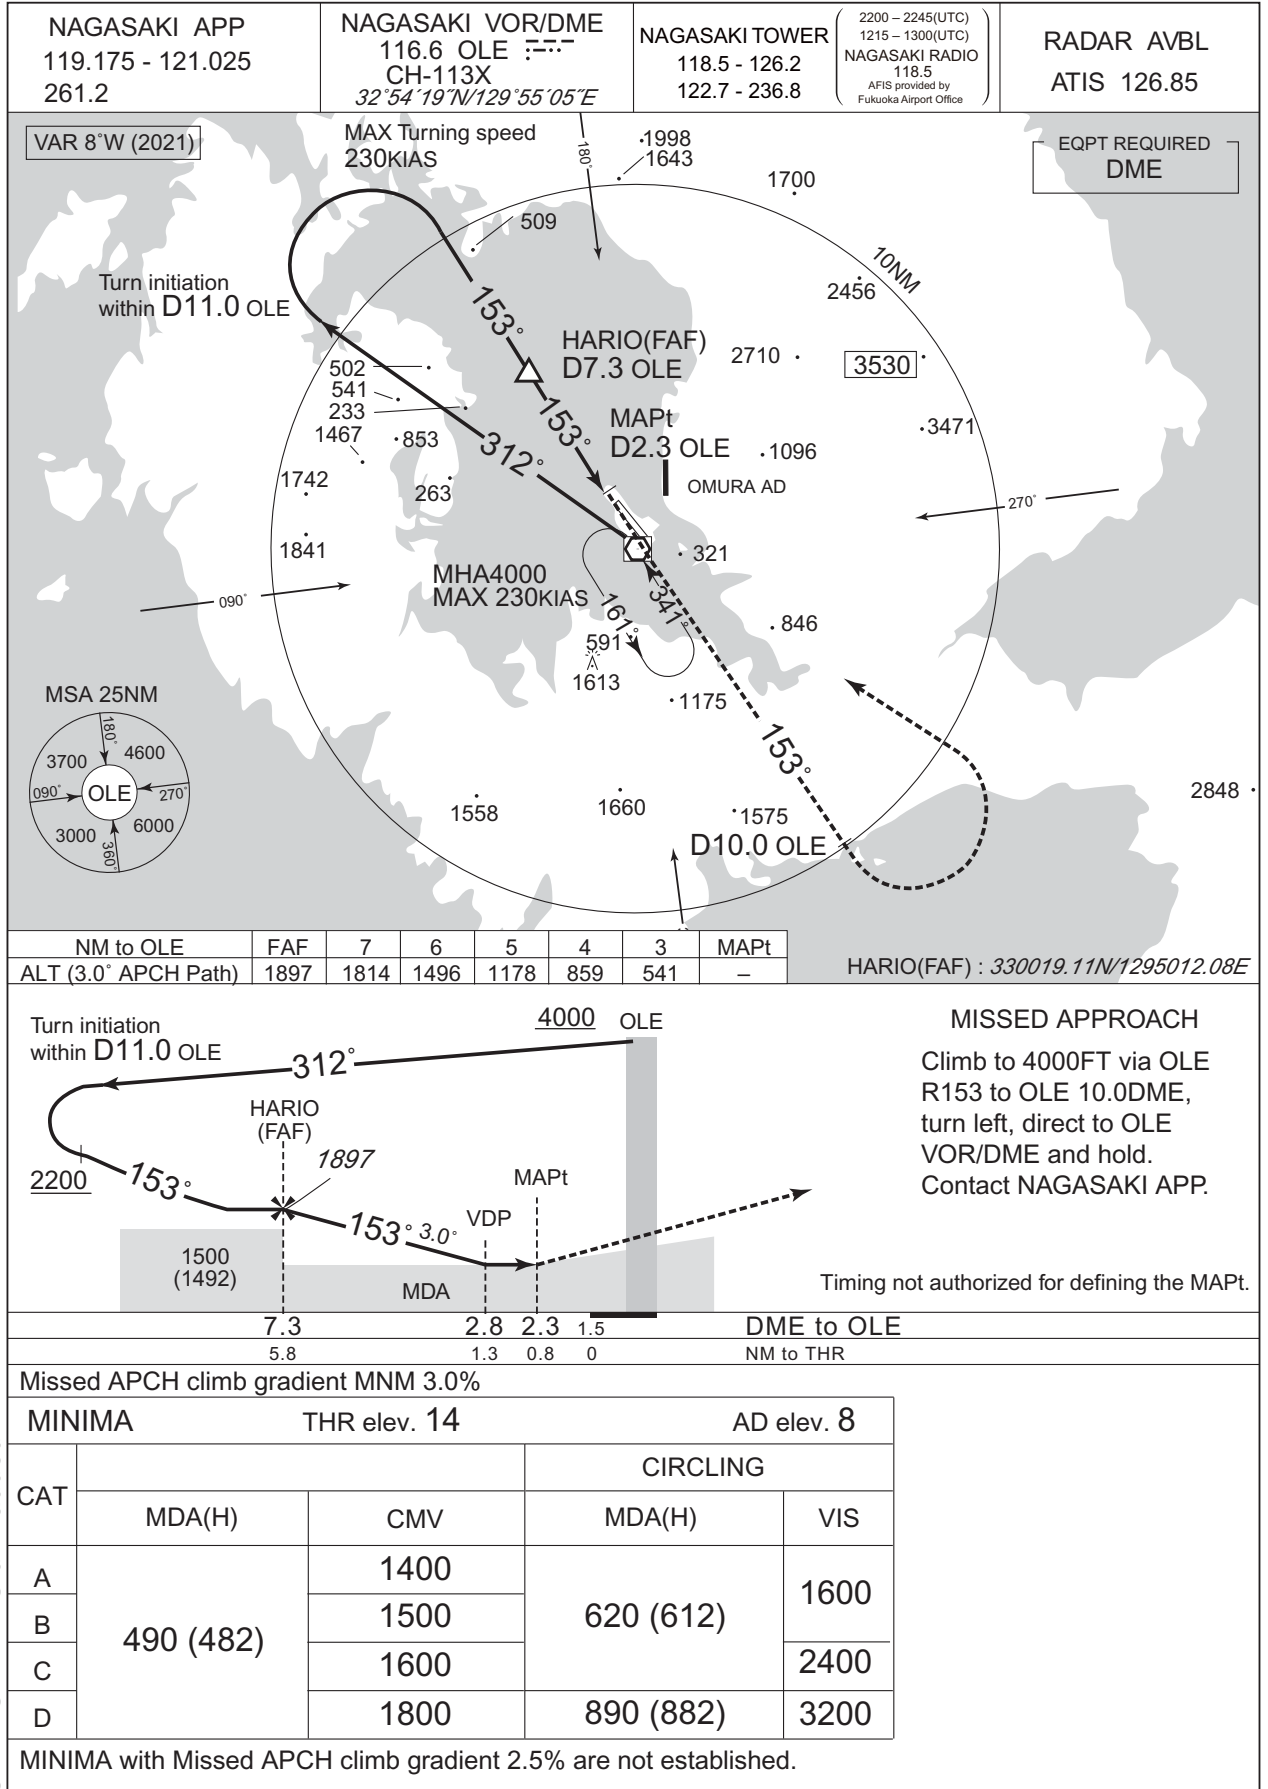 NAGASAKI APP
119.175 - 121.025
261.2
NAGASAKI VOR/DME
116.6 OLE
CH-113X
32°54´19˝N/129°55´05˝E
NAGASAKI TOWER
118.5 - 126.2
122.7 - 236.8
2200 – 2245(UTC)
1215 – 1300(UTC)
NAGASAKI RADIO
118.5
AFIS provided by
Fukuoka Airport Office
RADAR AVBL
ATIS 126.85
VAR 8˚W (2021)
MAX Turning speed
230KIAS
180˚
1998
1643
1700
EQPT REQUIRED
DME
509
10NM
2456
Turn initiation
within D11.0 OLE
153˚
HARIO(FAF)
D7.3 OLE
2710
3530
502
541
233
1467
853
153˚
312˚
MAPt
D2.3 OLE
1096
3471
1742
263
OMURA AD
270˚
1841
321
MHA4000
MAX 230KIAS
090˚
161˚
341˚
846
591
1613
1175
MSA 25NM
180˚
3700
4600
090˚
OLE
270˚
3000
6000
360˚
153˚
2848
1558
1660
1575
D10.0 OLE
NM to OLE FAF 7 6 5 4 3 MAPt
ALT (3.0˚ APCH Path) 1897 1814 1496 1178 859 541 –
HARIO(FAF) : 330019.11N/1295012.08E
Turn initiation
within D11.0 OLE
4000 OLE
312˚
HARIO
(FAF)
1897
2200
153˚
MAPt
VDP
153˚ 3.0˚
1500
(1492)
MDA
MISSED APPROACH
Climb to 4000FT via OLE
R153 to OLE 10.0DME,
turn left, direct to OLE
VOR/DME and hold.
Contact NAGASAKI APP.
Timing not authorized for defining the MAPt.
7.3 2.8 2.3 1.5 DME to OLE
5.8 1.3 0.8 0 NM to THR
Missed APCH climb gradient MNM 3.0%
MINIMA THR elev. 14 AD elev. 8
CAT
CIRCLING
MDA(H) CMV MDA(H) VIS
A 1400
B 1500
C 1600
D 1800
490 (482)
620 (612)
1600
2400
890 (882) 3200
MINIMA with Missed APCH climb gradient 2.5% are not established.